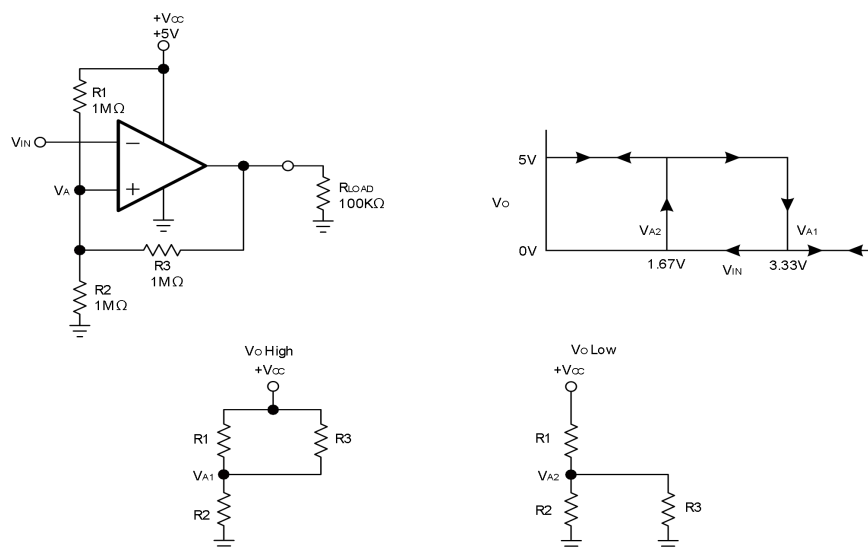 +VCC
+5V
R1
1MΩ
VIN
−
VA
+
RLOAD
100KΩ
R3
1MΩ
R2
1MΩ
5V
VO
VA2
VA1
0V
1.67V
VIN
3.33V
VO High
+VCC
R1
R3
VA1
R2
VO Low
+VCC
R1
VA2
R2
R3